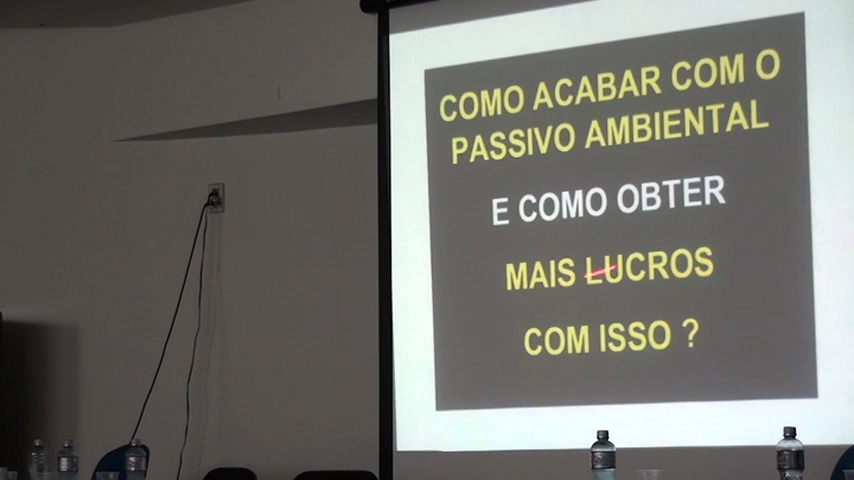 COMO ACABAR COM O
PASSIVO AMBIENTAL
E COMO OBTER
MAIS LUCROS
COM ISSO ?